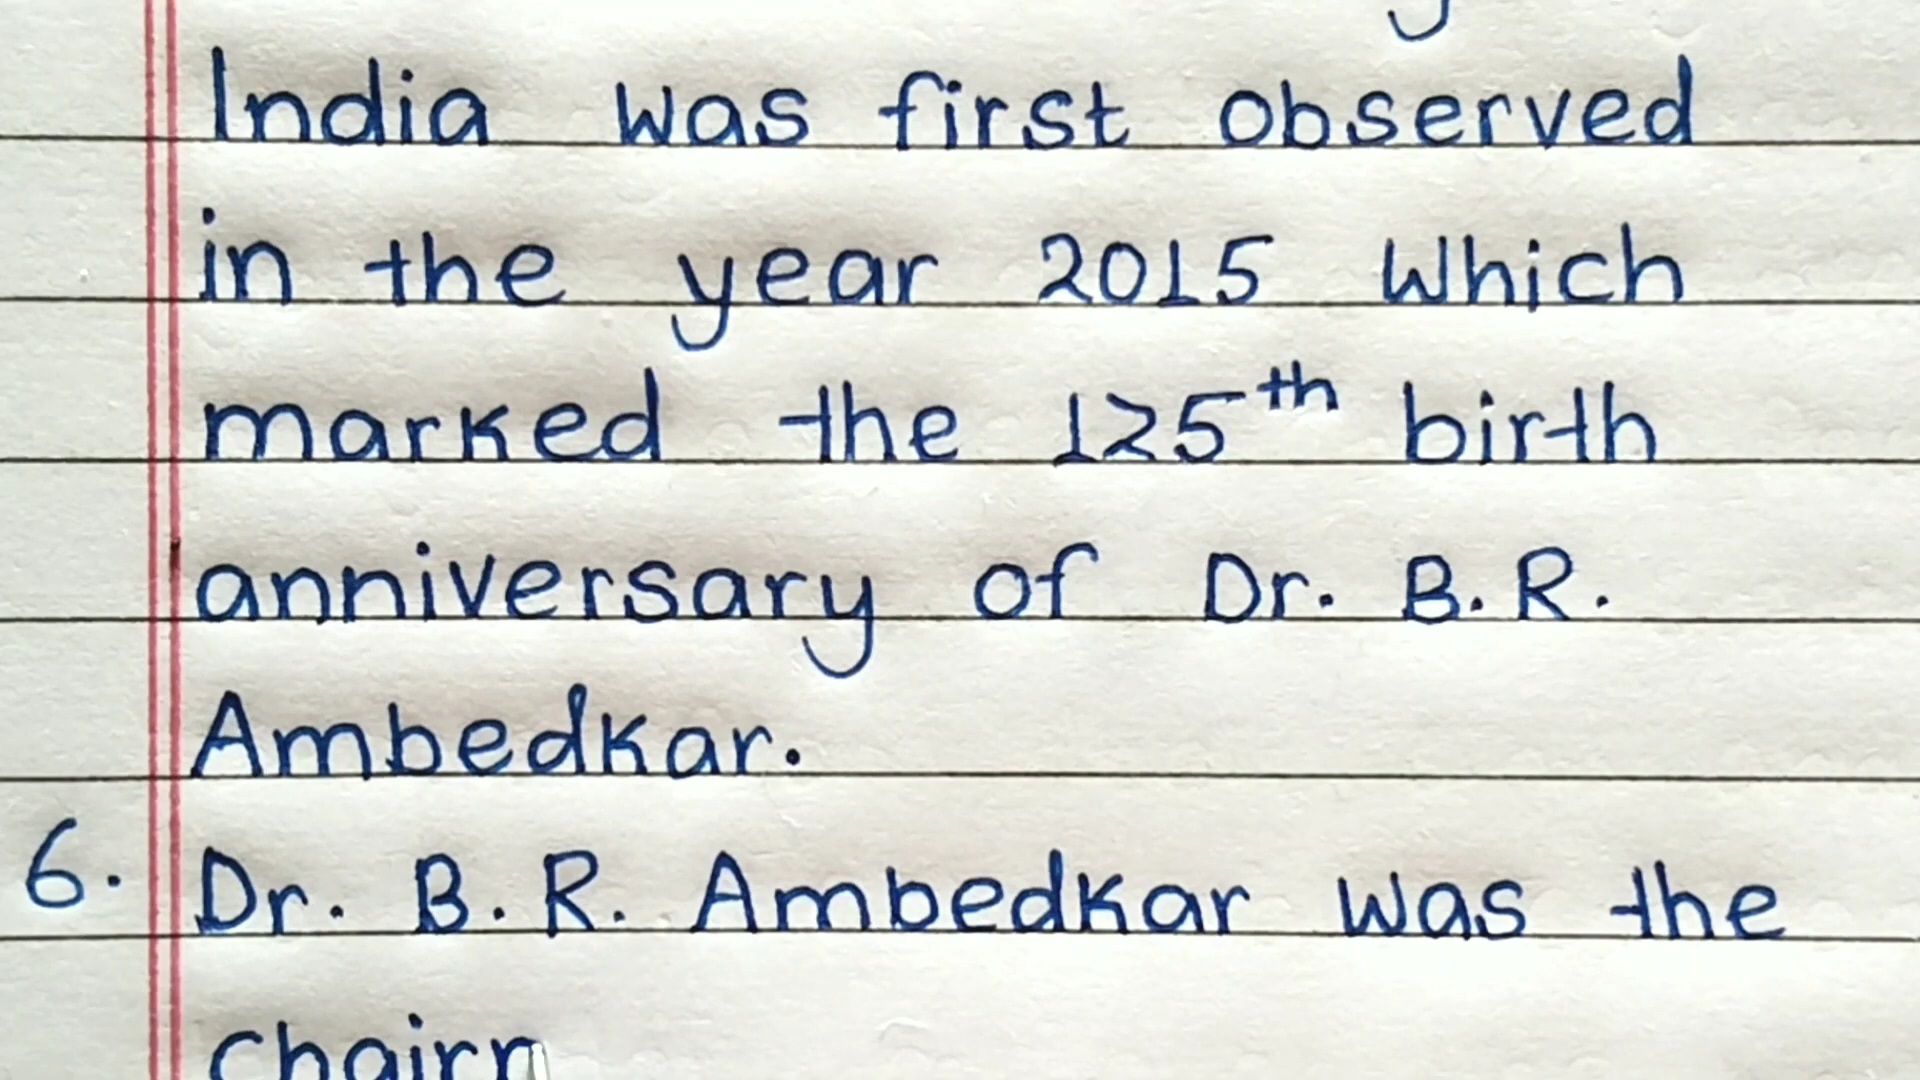 India was first observed
in the year 2015 which
marked the 125th birth
anniversary of Dr. B.R.
Ambedkar.
6. Dr. B.R. Ambedkar was the